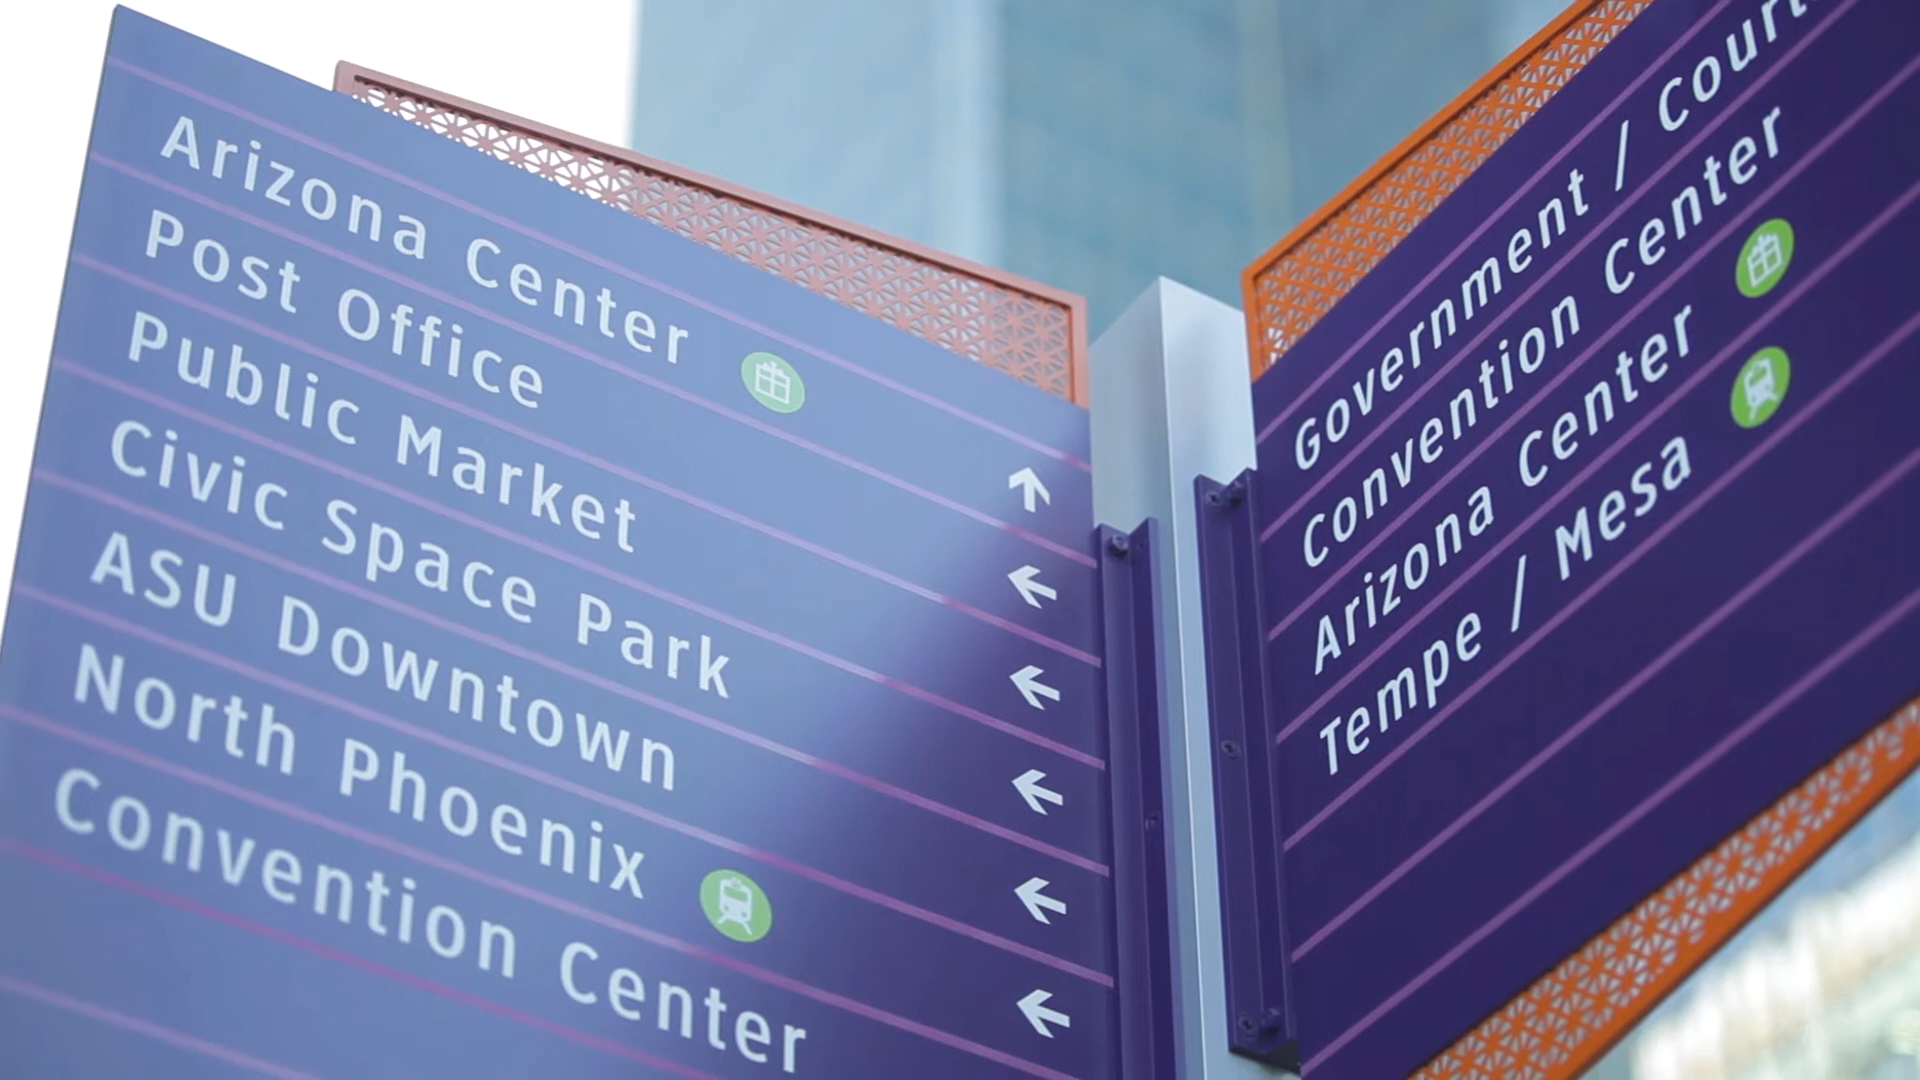 Arizona Center
Post Office
Public Market
Civic Space Park
ASU Downtown
North Phoenix
Convention Center
Government / Court
Convention Center
Arizona Center
Tempe / Mesa